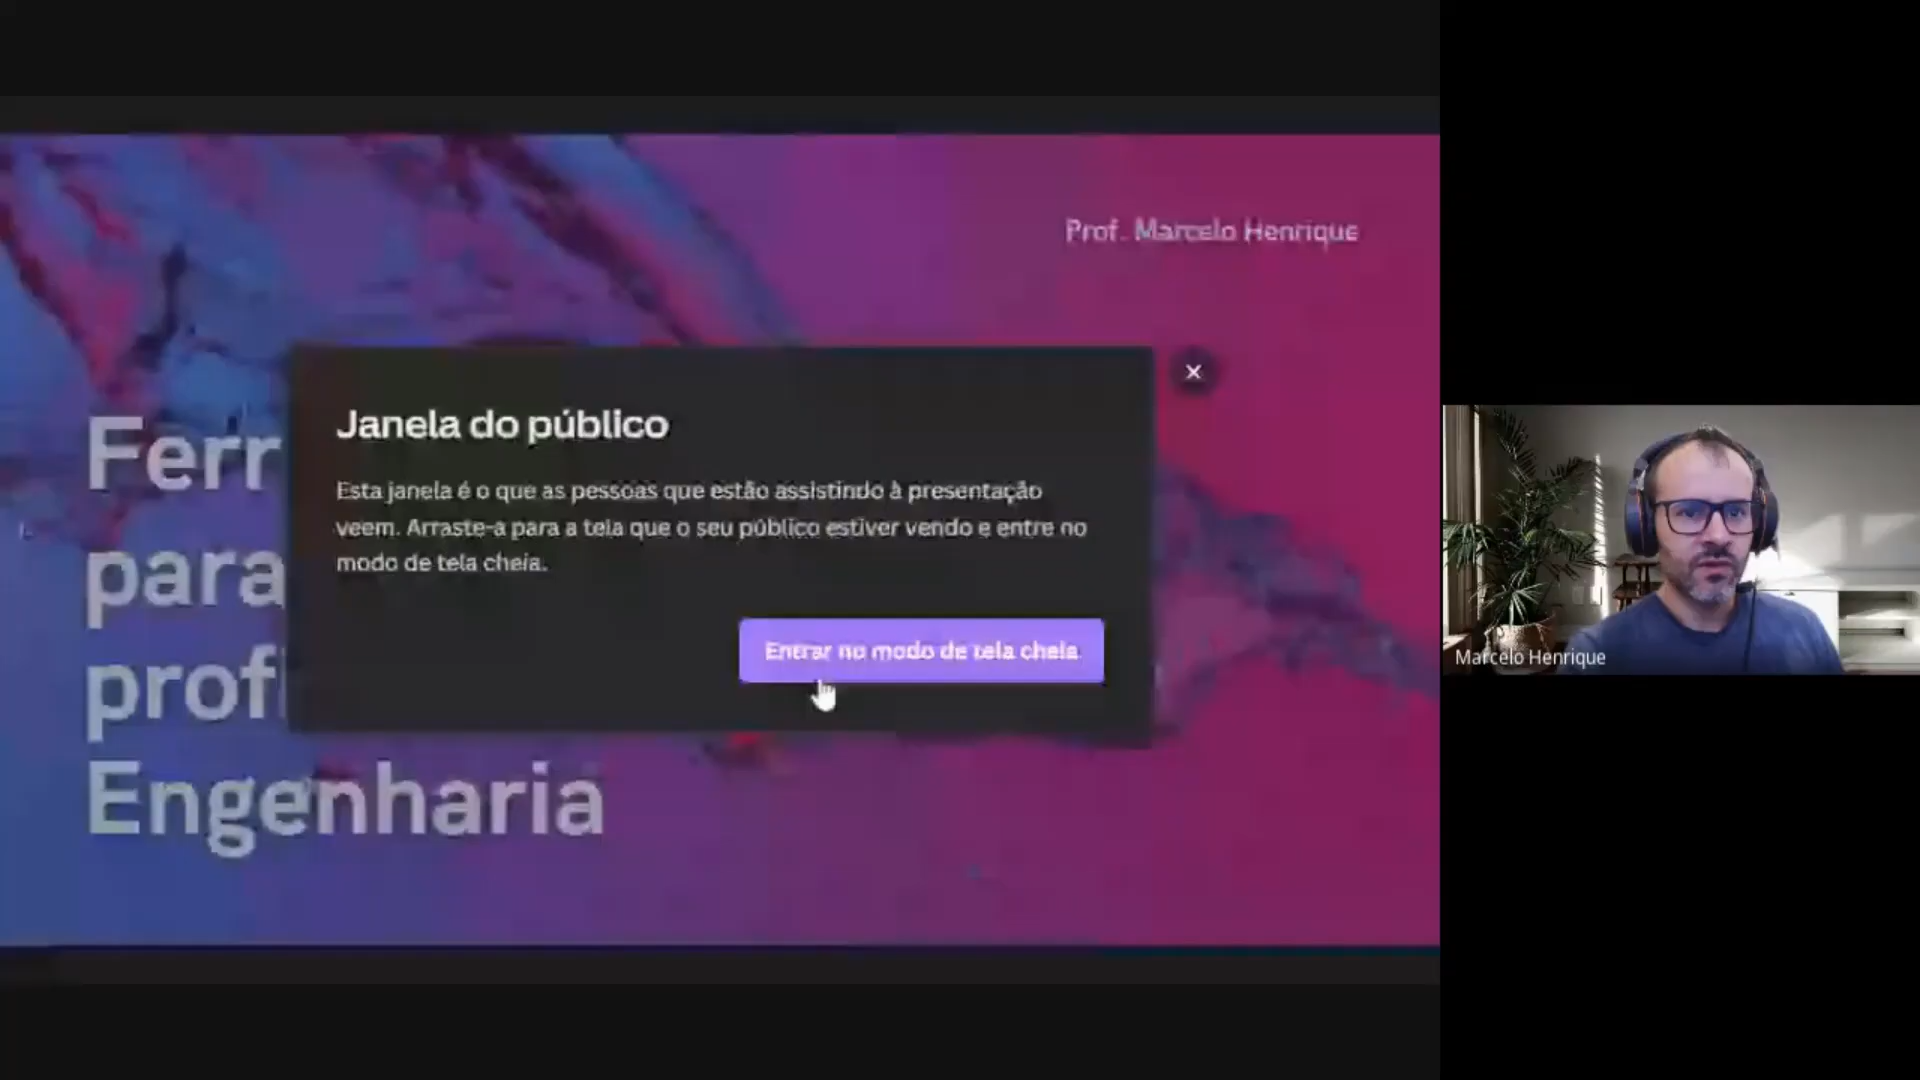 Prof. Marcelo Henrique
Janela do público
Esta janela é o que as pessoas que estão assistindo à presentação
veem. Arraste-a para a tela que o seu público estiver vendo e entre no
modo de tela cheia.
Entrar no modo de tela cheia
Ferr
para
prof
Engenharia
Marcelo Henrique